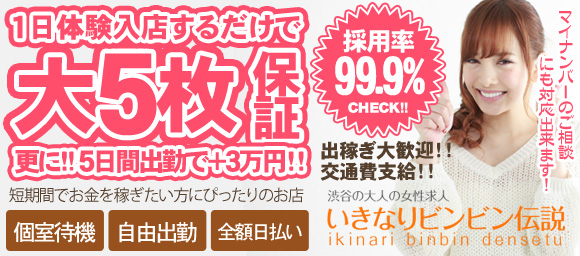 1日体験入店するだけで
大5枚保証
更に!!5日間出勤で+3万円!!
短期間でお金を稼ぎたい方にぴったりのお店
個室待機
自由出勤
全額日払い
採用率
99.9%
CHECK!!
出稼ぎ大歓迎!!
交通費支給!!
渋谷の大人の女性求人
いきなりビンビン伝説
ikinari binbin densetu
マイナンバーのご相談
にも対応出来ます!